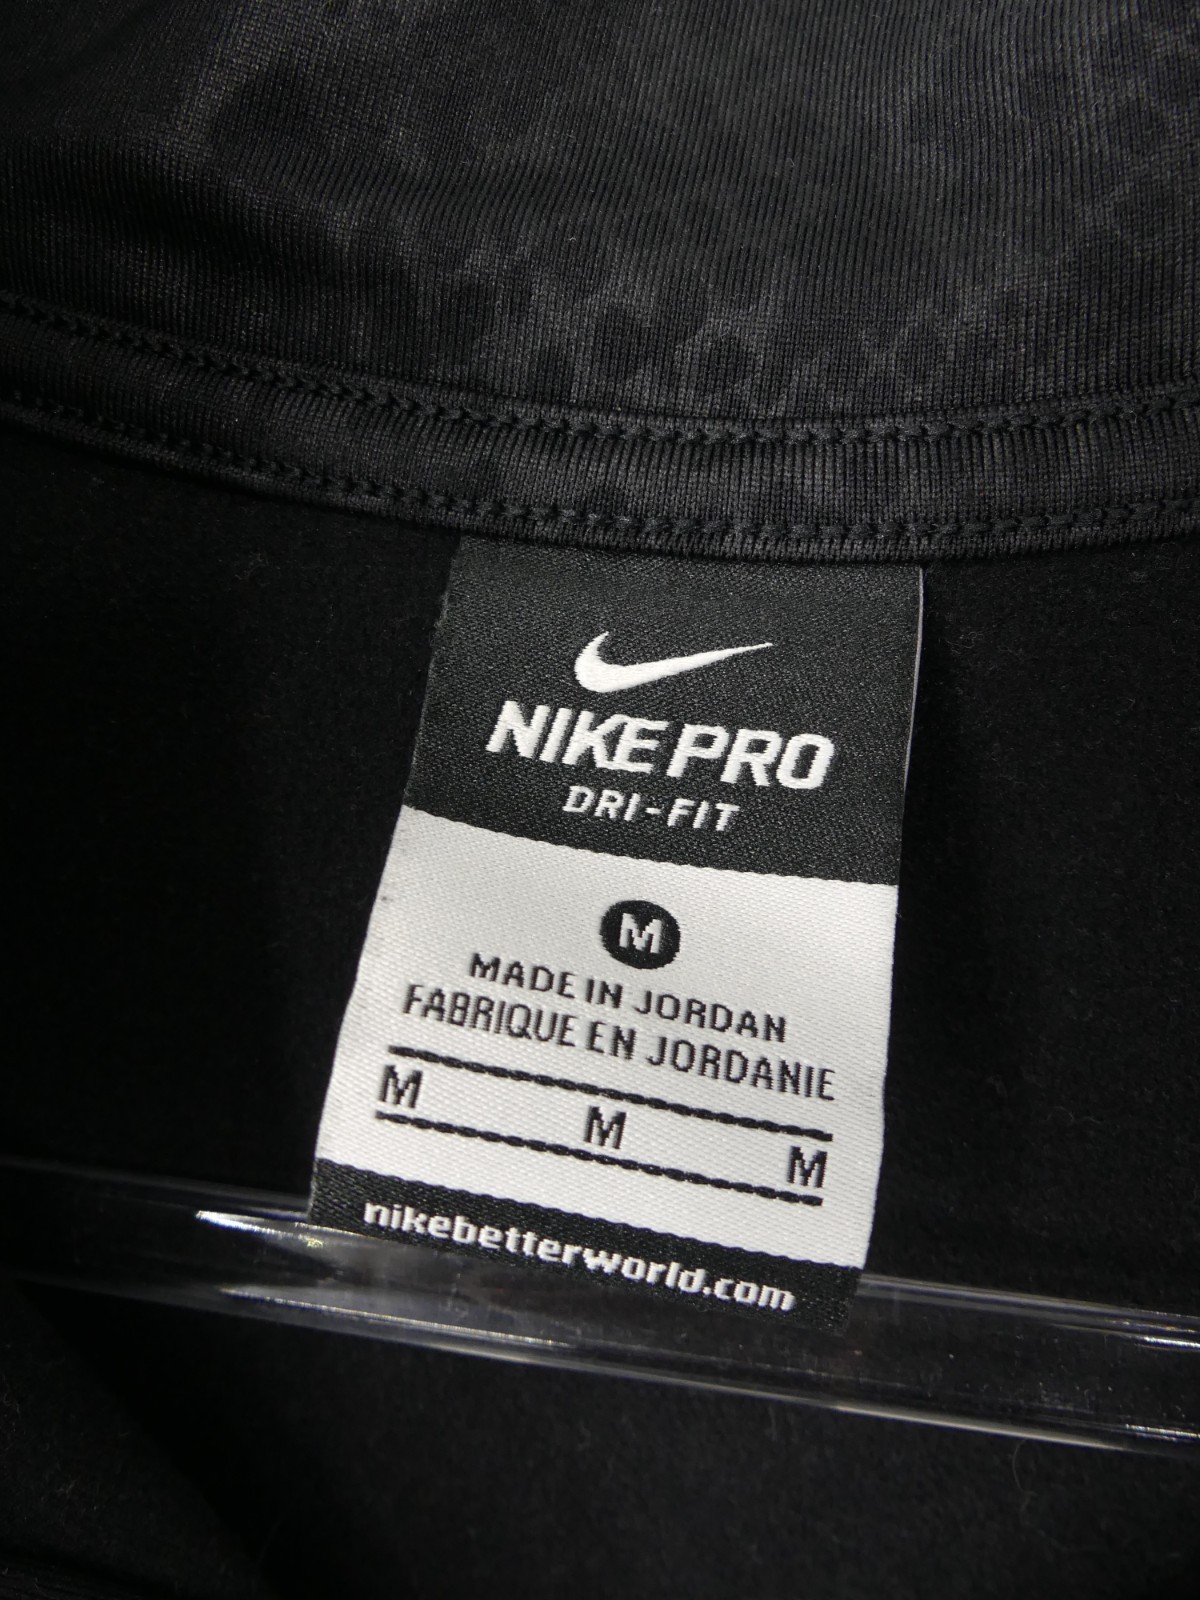 NIKE PRO
DRI-FIT
M
MADE IN JORDAN
FABRIQUE EN JORDANIE
M M M
nikebetterworld.com